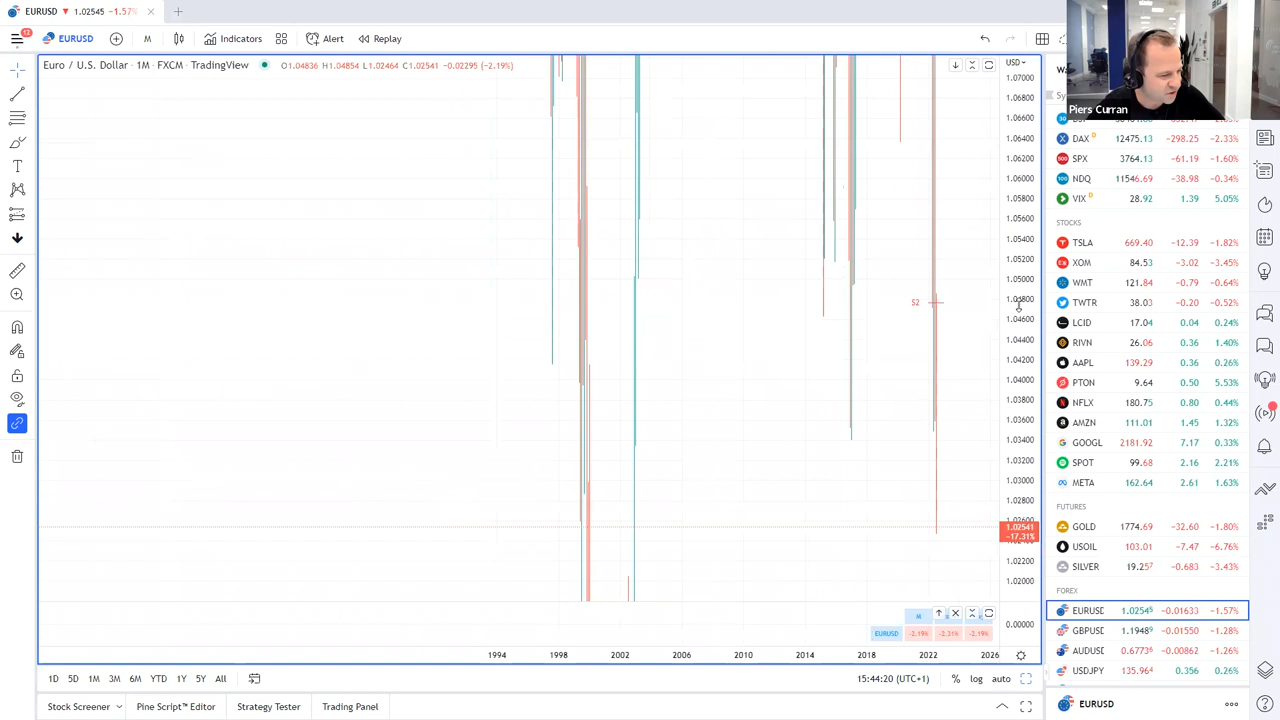 EURUSD ▼ 1.02545 −1.57% ×
+
12
EURUSD
M
Indicators
Alert
Replay
Piers Curran
Euro / U.S. Dollar · 1M · FXCM · TradingView
O1.04836 H1.04854 L1.02464 C1.02541 −0.02295 (−2.19%)
USD
1.07000
1.06800
1.06600
1.06400
1.06200
1.06000
1.05800
1.05600
1.05400
1.05200
1.05000
1.04600
1.04400
1.04200
1.04000
1.03800
1.03600
1.03400
1.03200
1.03000
1.02800
1.02541
−17.31%
1.02200
1.02000
0.00000
S2
M
EURUSD −2.19% −2.31% −2.19%
1994 1998 2002 2006 2010 2014 2018 2022 2026
1D 5D 1M 3M 6M YTD 1Y 5Y All
15:44:20 (UTC+1)
% log auto
Stock Screener Pine Script™ Editor Strategy Tester Trading Panel
DAX D 12475.13 −298.25 −2.33%
SPX 3764.13 −61.19 −1.60%
NDQ 11546.69 −38.98 −0.34%
VIX D 28.92 1.39 5.05%
STOCKS
TSLA 669.40 −12.39 −1.82%
XOM 84.53 −3.02 −3.45%
WMT 121.84 −0.79 −0.64%
TWTR 38.03 −0.20 −0.52%
LCID 17.04 0.04 0.24%
RIVN 26.06 0.36 1.40%
AAPL 139.29 0.36 0.26%
PTON 9.64 0.50 5.53%
NFLX 180.75 0.80 0.44%
AMZN 111.01 1.45 1.32%
GOOGL 2181.92 7.17 0.33%
SPOT 99.68 2.16 2.21%
META 162.64 2.61 1.63%
FUTURES
GOLD 1774.69 −32.60 −1.80%
USOIL 103.01 −7.47 −6.76%
SILVER 19.257 −0.683 −3.43%
FOREX
EURUSD 1.02545 −0.01633 −1.57%
GBPUSD 1.19489 −0.01550 −1.28%
AUDUSD 0.67736 −0.00862 −1.26%
USDJPY 135.964 0.356 0.26%
EURUSD